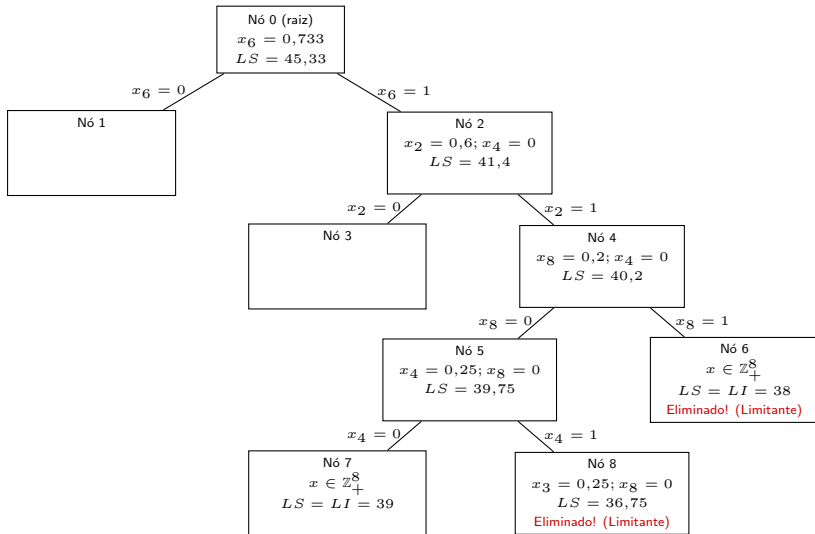 Nó 0 (raiz)
x₆ = 0,733
LS = 45,33
x₆ = 0
x₆ = 1
Nó 1
Nó 2
x₂ = 0,6; x₄ = 0
LS = 41,4
x₂ = 0
x₂ = 1
Nó 3
Nó 4
x₈ = 0,2; x₄ = 0
LS = 40,2
x₈ = 0
x₈ = 1
Nó 5
x₄ = 0,25; x₈ = 0
LS = 39,75
Nó 6
x ∈ ℤ₊⁸
LS = LI = 38
Eliminado! (Limitante)
x₄ = 0
x₄ = 1
Nó 7
x ∈ ℤ₊⁸
LS = LI = 39
Nó 8
x₃ = 0,25; x₈ = 0
LS = 36,75
Eliminado! (Limitante)